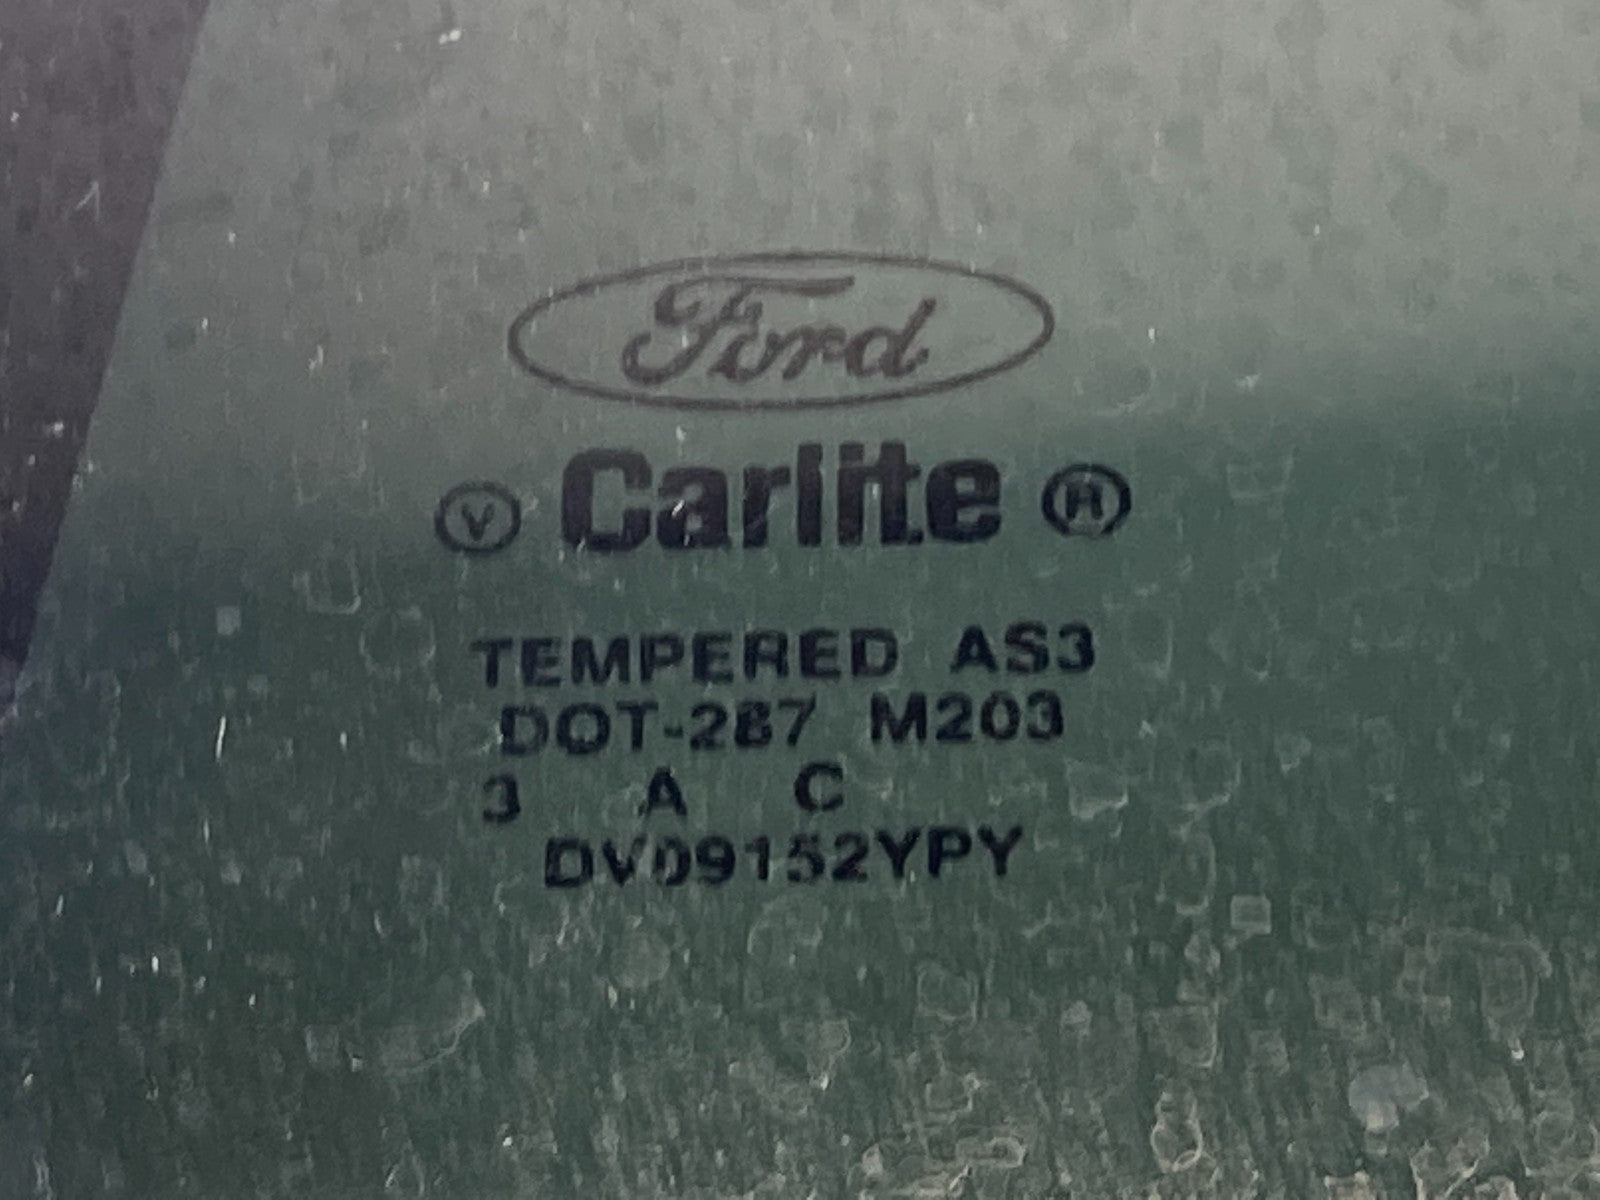 Ford
V Carlite H
TEMPERED AS3
DOT-287 M203
3 A C
DV09152YPY